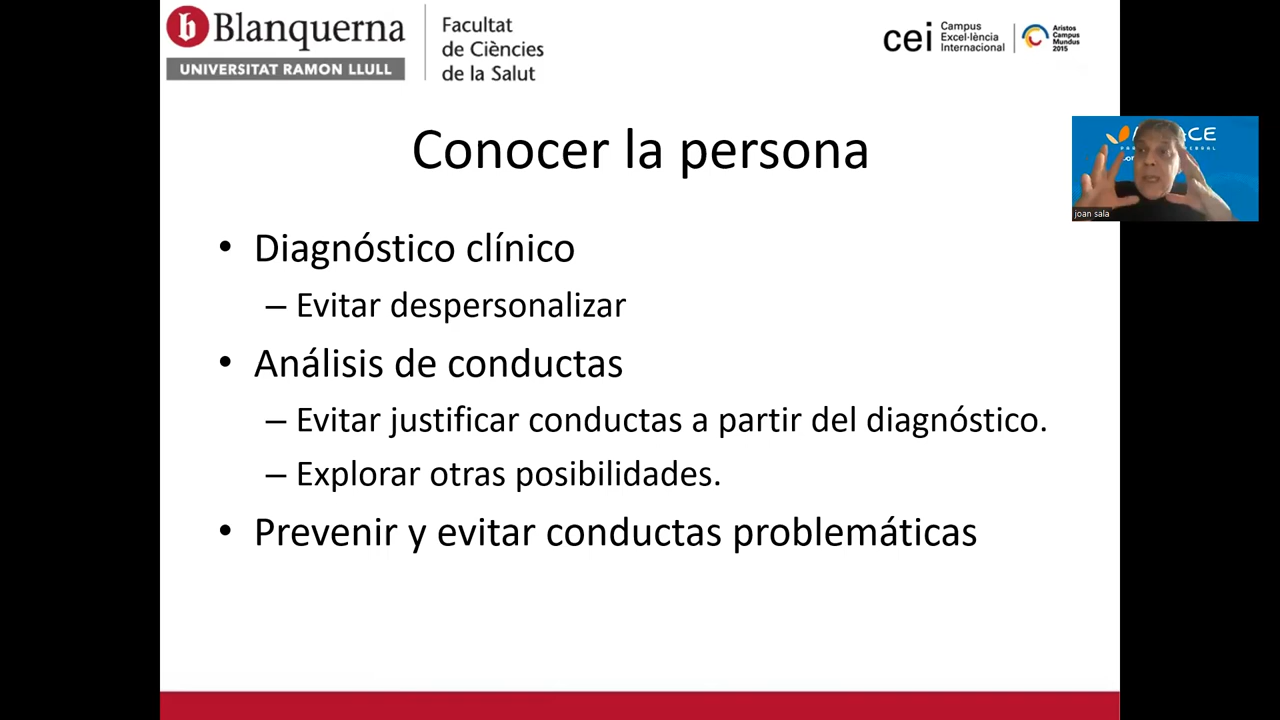 Blanquerna
UNIVERSITAT RAMON LLULL
Facultat
de Ciències
de la Salut
cei
Campus
Excel·lència
Internacional
Aristos
Campus
Mundus
2015
Conocer la persona
• Diagnóstico clínico
– Evitar despersonalizar
• Análisis de conductas
– Evitar justificar conductas a partir del diagnóstico.
– Explorar otras posibilidades.
• Prevenir y evitar conductas problemáticas
joan sala